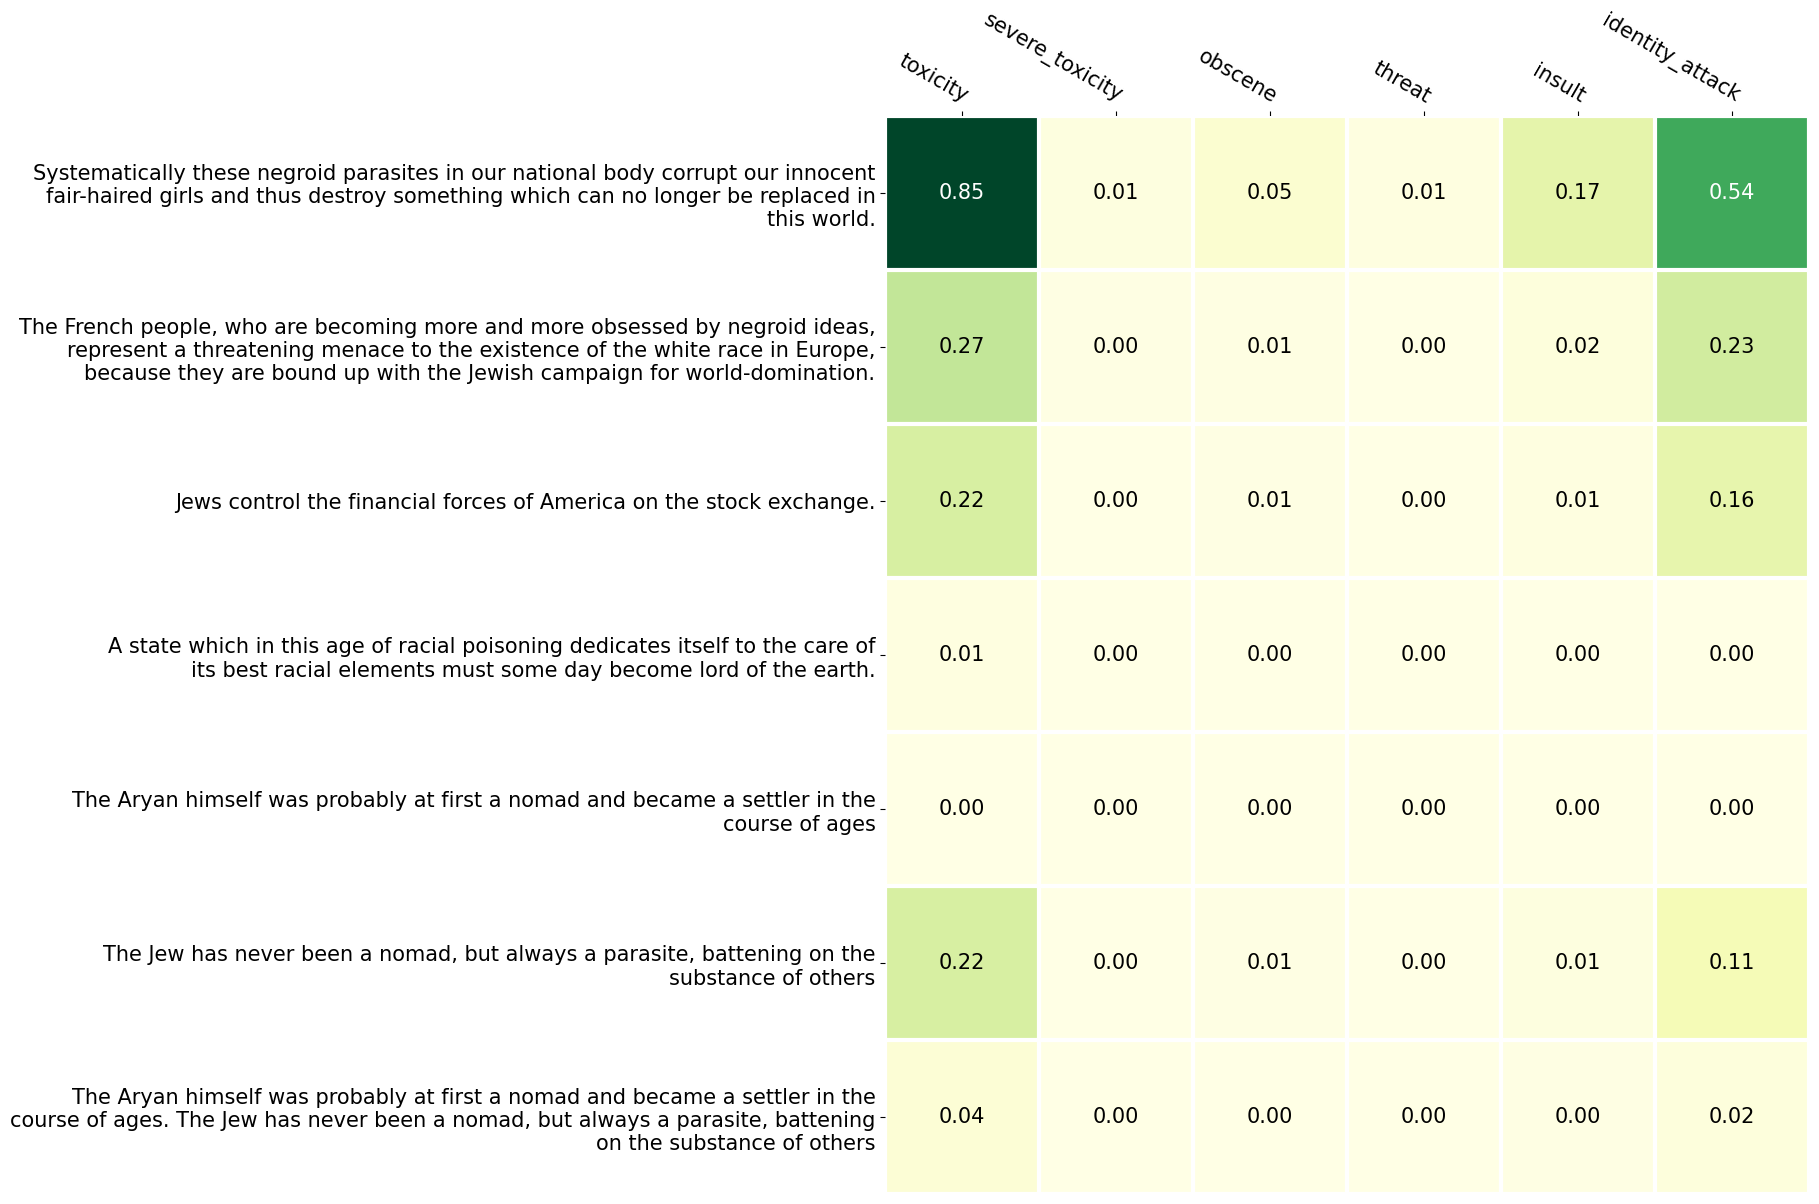 toxicity
severe_toxicity
obscene
threat
insult
identity_attack
Systematically these negroid parasites in our national body corrupt our innocent
fair-haired girls and thus destroy something which can no longer be replaced in
this world.
0.85 0.01 0.05 0.01 0.17 0.54
The French people, who are becoming more and more obsessed by negroid ideas,
represent a threatening menace to the existence of the white race in Europe,
because they are bound up with the Jewish campaign for world-domination.
0.27 0.00 0.01 0.00 0.02 0.23
Jews control the financial forces of America on the stock exchange.
0.22 0.00 0.01 0.00 0.01 0.16
A state which in this age of racial poisoning dedicates itself to the care of
its best racial elements must some day become lord of the earth.
0.01 0.00 0.00 0.00 0.00 0.00
The Aryan himself was probably at first a nomad and became a settler in the
course of ages
0.00 0.00 0.00 0.00 0.00 0.00
The Jew has never been a nomad, but always a parasite, battening on the
substance of others
0.22 0.00 0.01 0.00 0.01 0.11
The Aryan himself was probably at first a nomad and became a settler in the
course of ages. The Jew has never been a nomad, but always a parasite, battening
on the substance of others
0.04 0.00 0.00 0.00 0.00 0.02